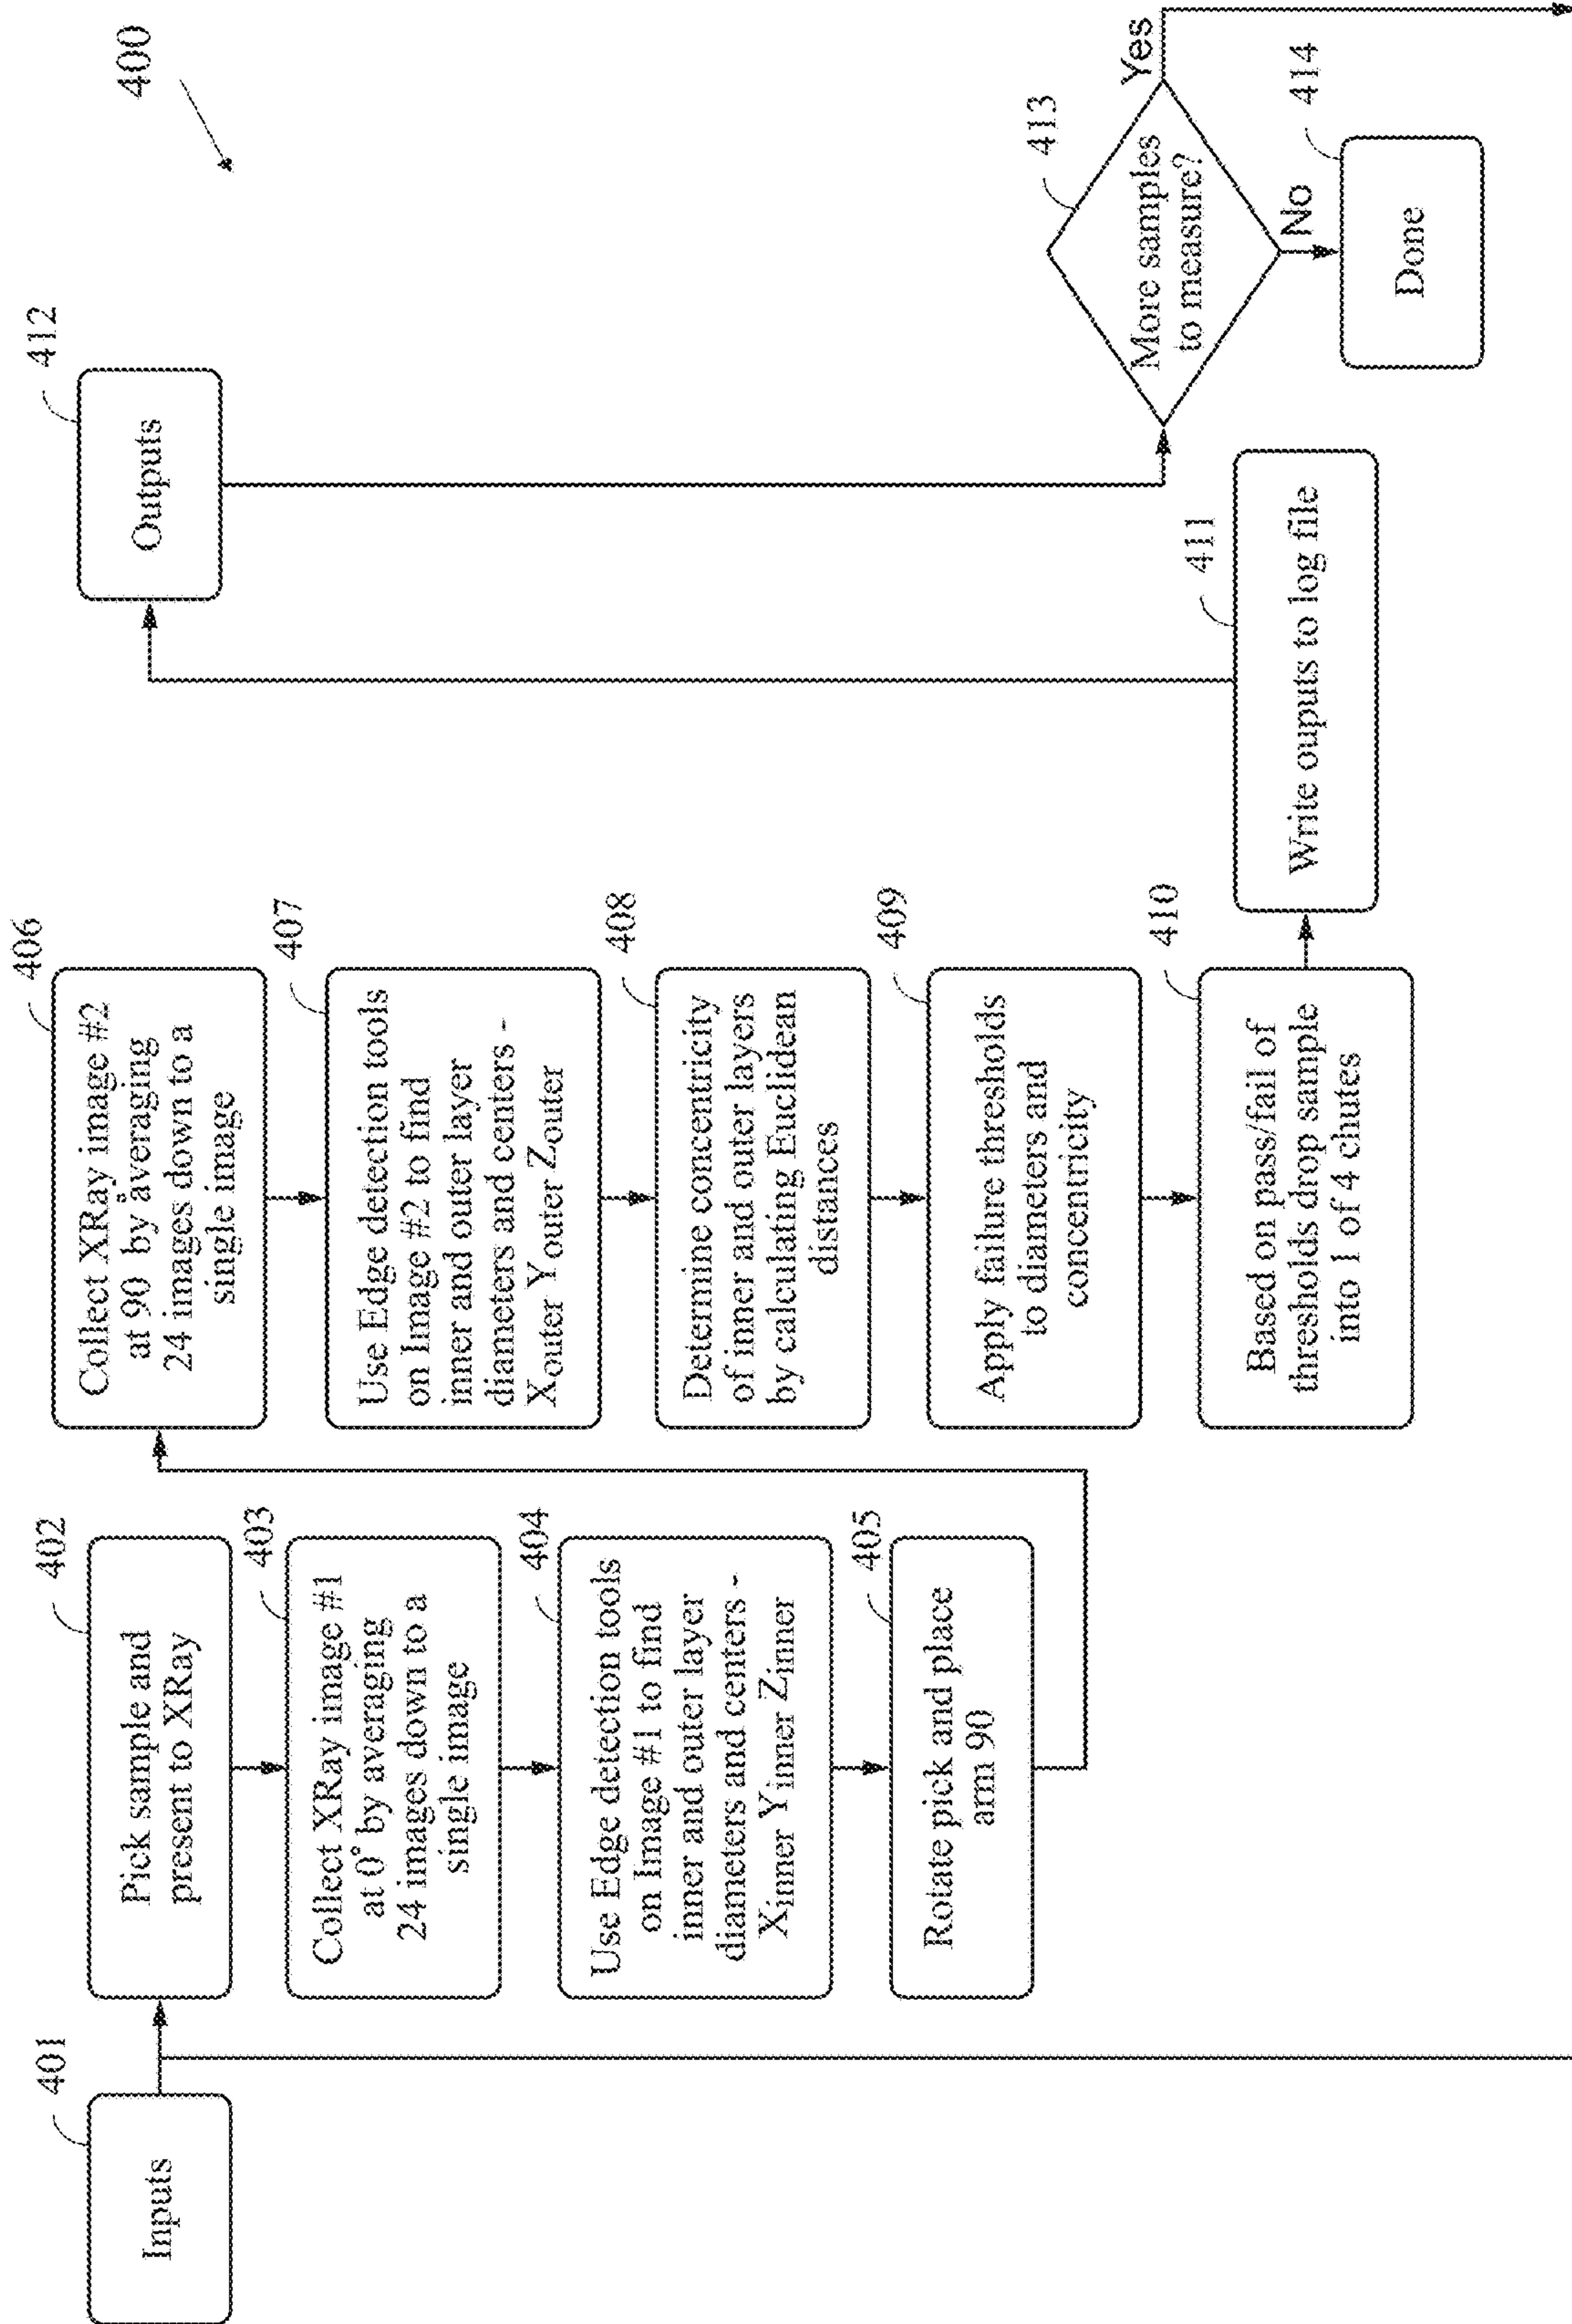 400
401
Inputs
402
Pick sample and
present to XRay
403
Collect XRay image #1
at 0° by averaging
24 images down to a
single image
404
Use Edge detection tools
on Image #1 to find
inner and outer layer
diameters and centers -
Xinner Yinner Zinner
405
Rotate pick and place
arm 90
406
Collect XRay image #2
at 90° by averaging
24 images down to a
single image
407
Use Edge detection tools
on Image #2 to find
inner and outer layer
diameters and centers -
Xouter Youter Zouter
408
Determine concentricity
of inner and outer layers
by calculating Euclidean
distances
409
Apply failure thresholds
to diameters and
concentricity
410
Based on pass/fail of
thresholds drop sample
into 1 of 4 chutes
411
Write ouputs to log file
412
Outputs
413
More samples
to measure?
Yes
No
414
Done